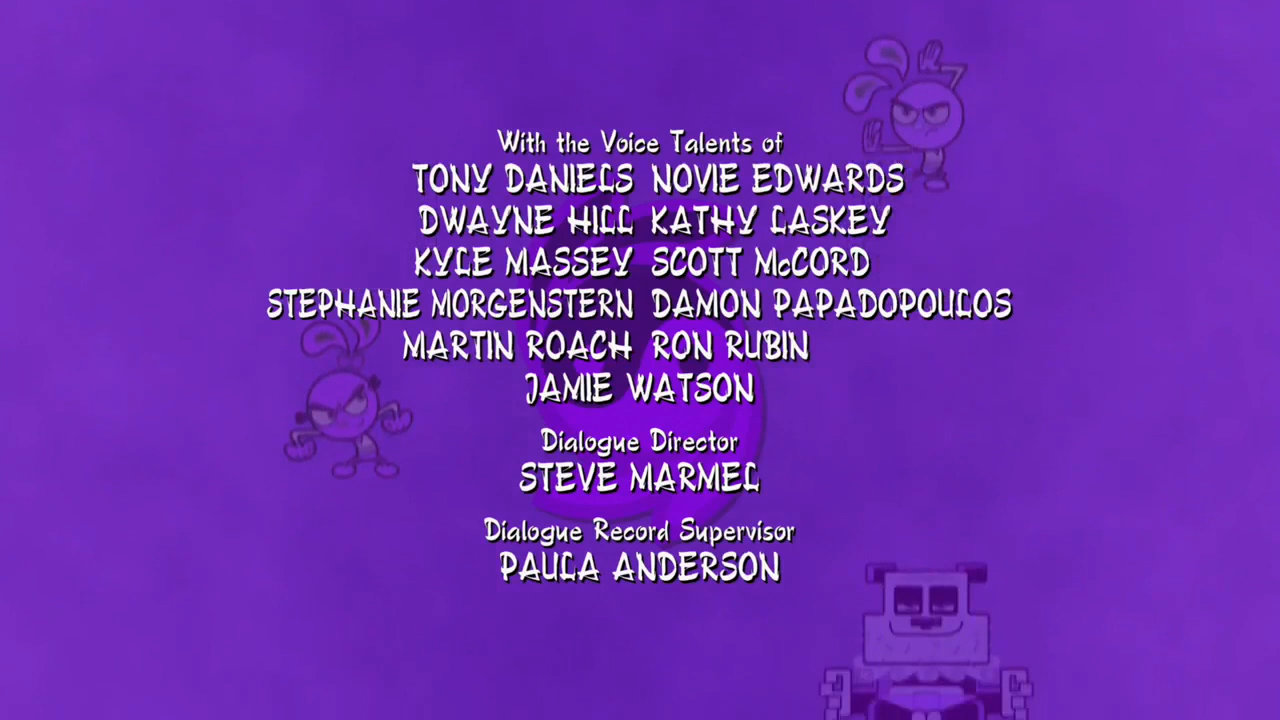 With the Voice Talents of
TONY DANIELS NOVIE EDWARDS
DWAYNE HILL KATHY LASKEY
KYLE MASSEY SCOTT McCORD
STEPHANIE MORGENSTERN DAMON PAPADOPOULOS
MARTIN ROACH RON RUBIN
JAMIE WATSON
Dialogue Director
STEVE MARMEL
Dialogue Record Supervisor
PAULA ANDERSON